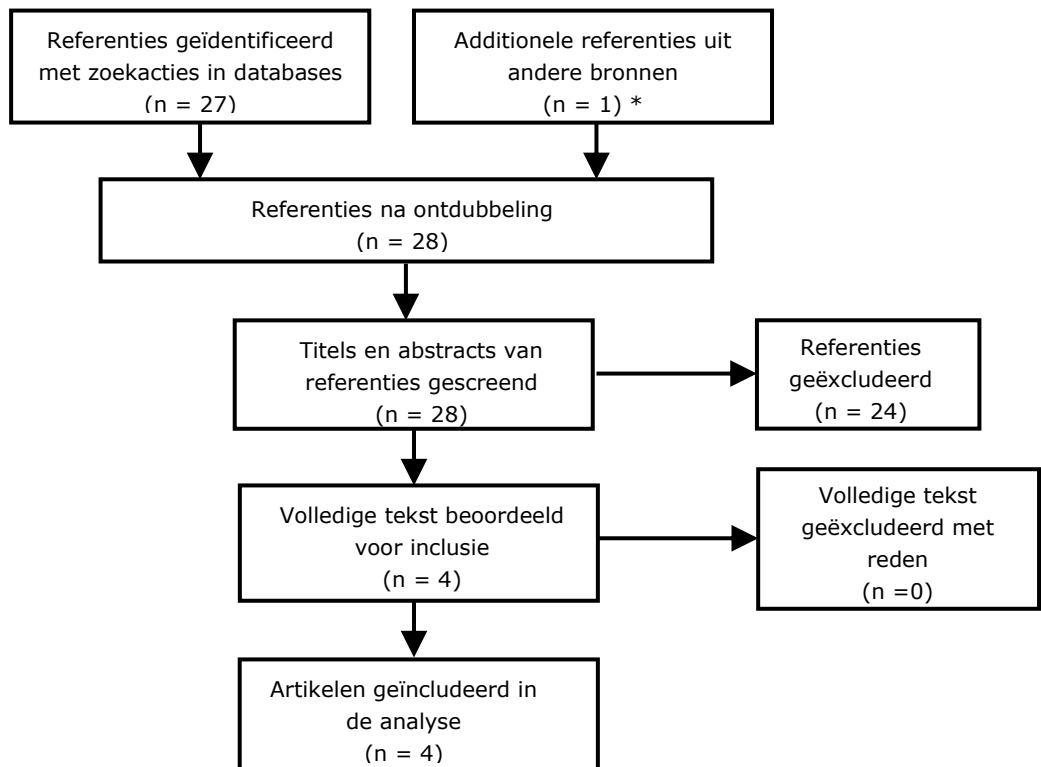 Referenties geïdentificeerd
met zoekacties in databases
(n = 27)
Additionele referenties uit
andere bronnen
(n = 1) *
Referenties na ontdubbeling
(n = 28)
Titels en abstracts van
referenties gescreend
(n = 28)
Referenties
geëxcludeerd
(n = 24)
Volledige tekst beoordeeld
voor inclusie
(n = 4)
Volledige tekst
geëxcludeerd met
reden
(n =0)
Artikelen geïncludeerd in
de analyse
(n = 4)